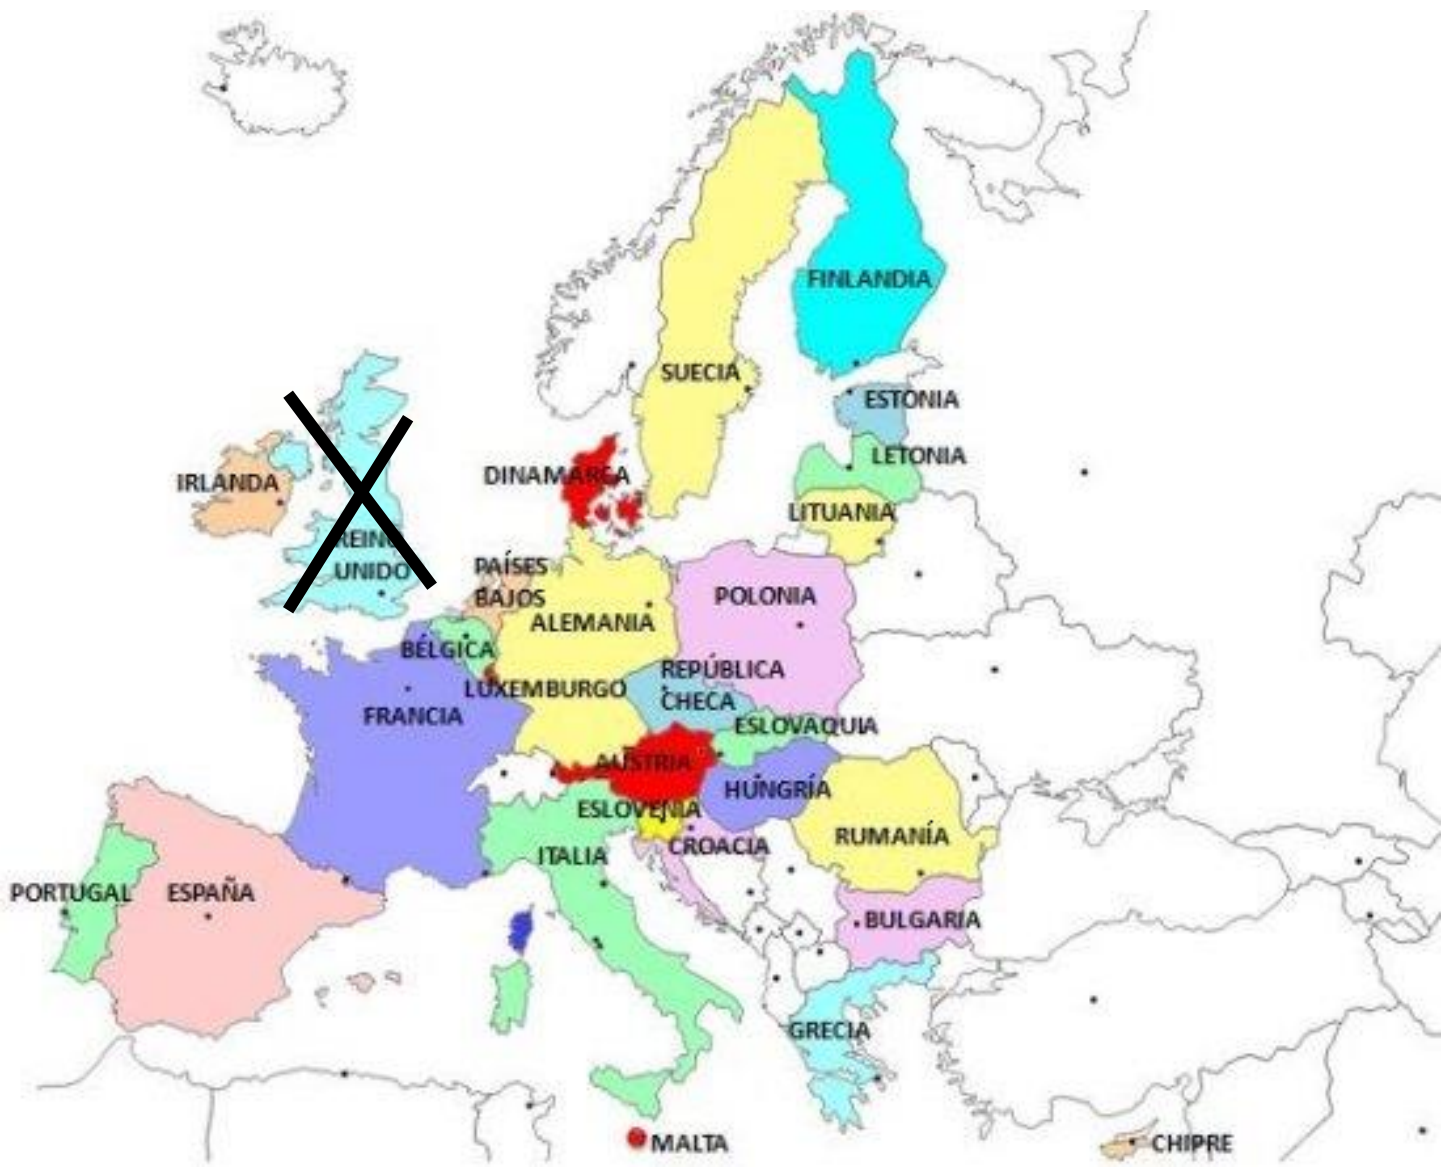 FINLANDIA
SUECIA
ESTONIA
LETONIA
DINAMARCA
IRLANDA
LITUANIA
REINO
UNIDO
PAÍSES
BAJOS
POLONIA
ALEMANIA
BÉLGICA
REPÚBLICA
CHECA
LUXEMBURGO
FRANCIA
ESLOVAQUIA
AUSTRIA
HUNGRÍA
ESLOVENIA
RUMANÍA
CROACIA
ITALIA
PORTUGAL
ESPAÑA
BULGARIA
GRECIA
MALTA
CHIPRE